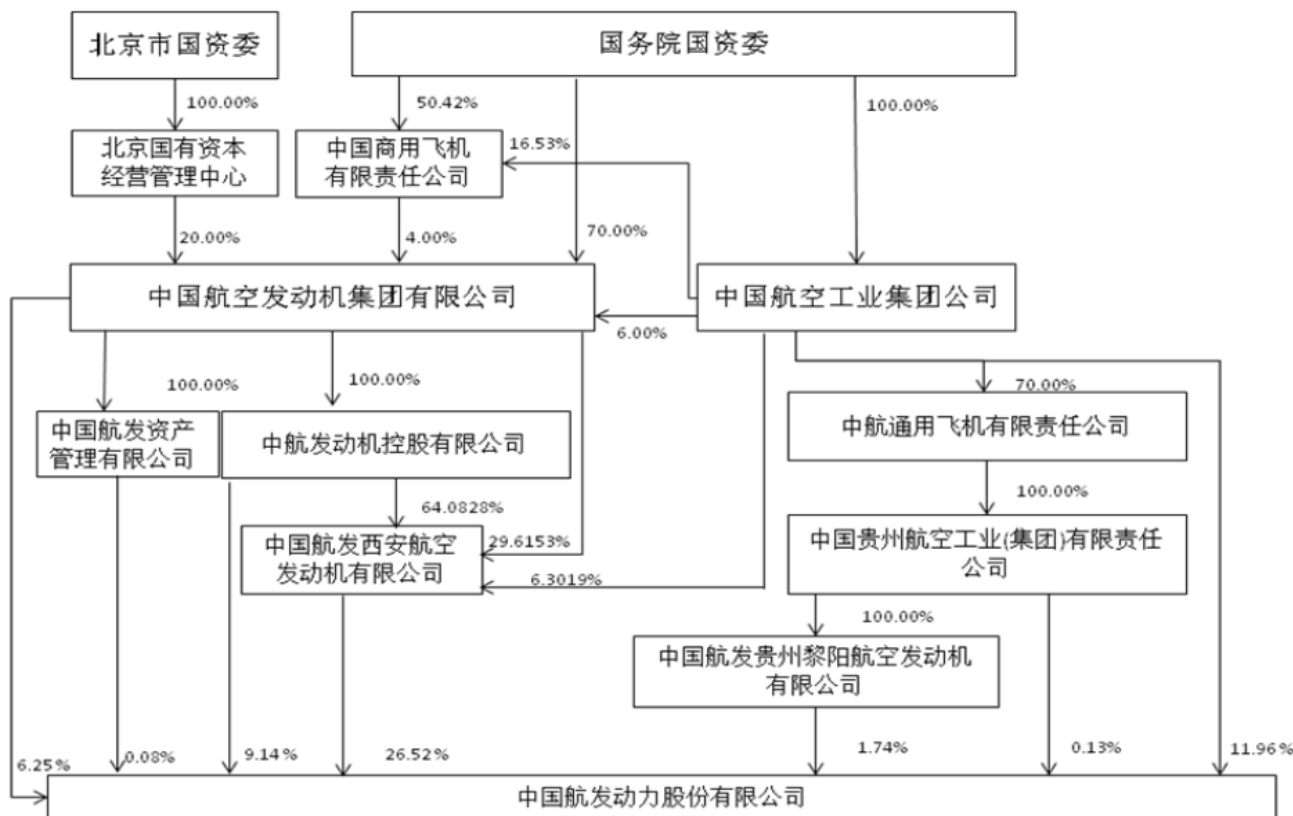 北京市国资委
国务院国资委
100.00%
50.42%
100.00%
北京国有资本
经营管理中心
中国商用飞机
有限责任公司
16.53%
20.00%
4.00%
70.00%
中国航空发动机集团有限公司
中国航空工业集团公司
6.00%
100.00%
100.00%
70.00%
中国航发资产
管理有限公司
中航发动机控股有限公司
中航通用飞机有限责任公司
64.0828%
100.00%
中国航发西安航空
发动机有限公司
29.6153%
6.3019%
中国贵州航空工业(集团)有限责任
公司
100.00%
中国航发贵州黎阳航空发动机
有限公司
6.25%
0.08%
9.14%
26.52%
1.74%
0.13%
11.96%
中国航发动力股份有限公司